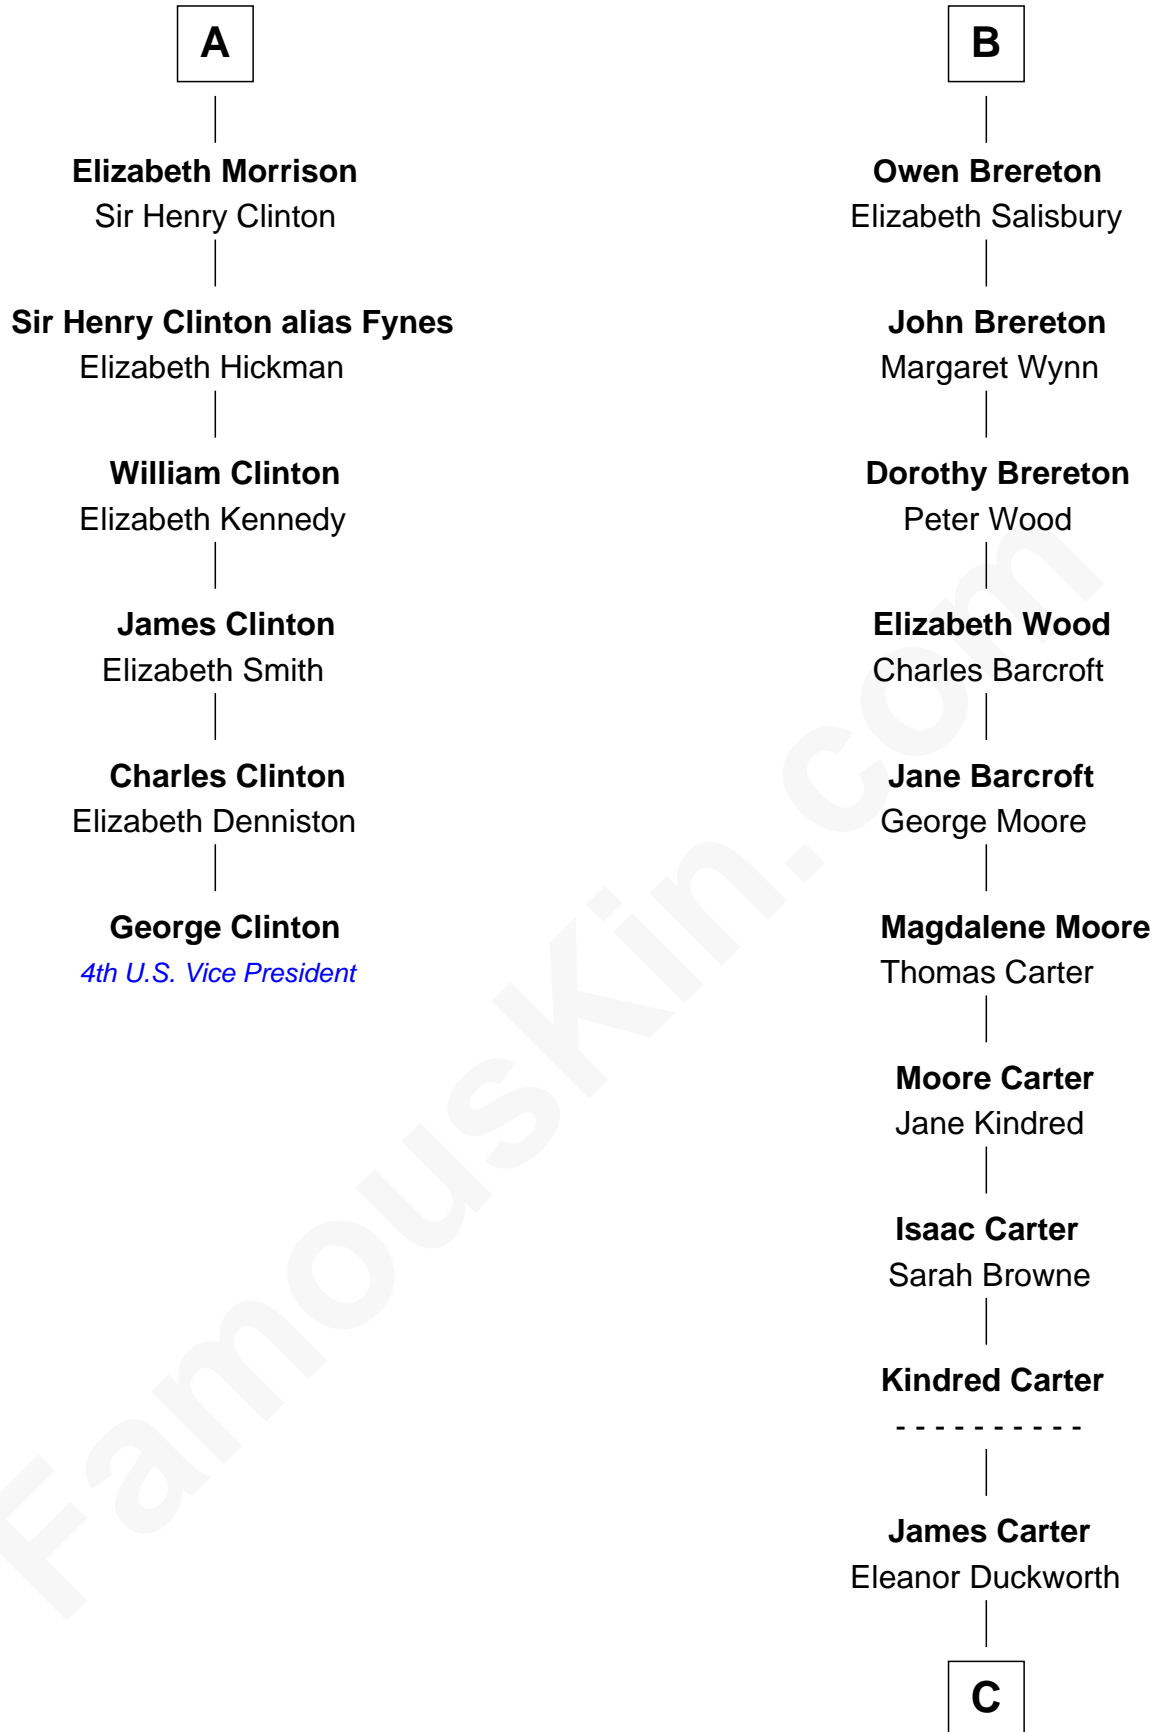 A
Elizabeth Morrison
Sir Henry Clinton
Sir Henry Clinton alias Fynes
Elizabeth Hickman
William Clinton
Elizabeth Kennedy
James Clinton
Elizabeth Smith
Charles Clinton
Elizabeth Denniston
George Clinton
4th U.S. Vice President
B
Owen Brereton
Elizabeth Salisbury
John Brereton
Margaret Wynn
Dorothy Brereton
Peter Wood
Elizabeth Wood
Charles Barcroft
Jane Barcroft
George Moore
Magdalene Moore
Thomas Carter
Moore Carter
Jane Kindred
Isaac Carter
Sarah Browne
Kindred Carter
- - - - - - - - - -
James Carter
Eleanor Duckworth
C
FamousKin.com